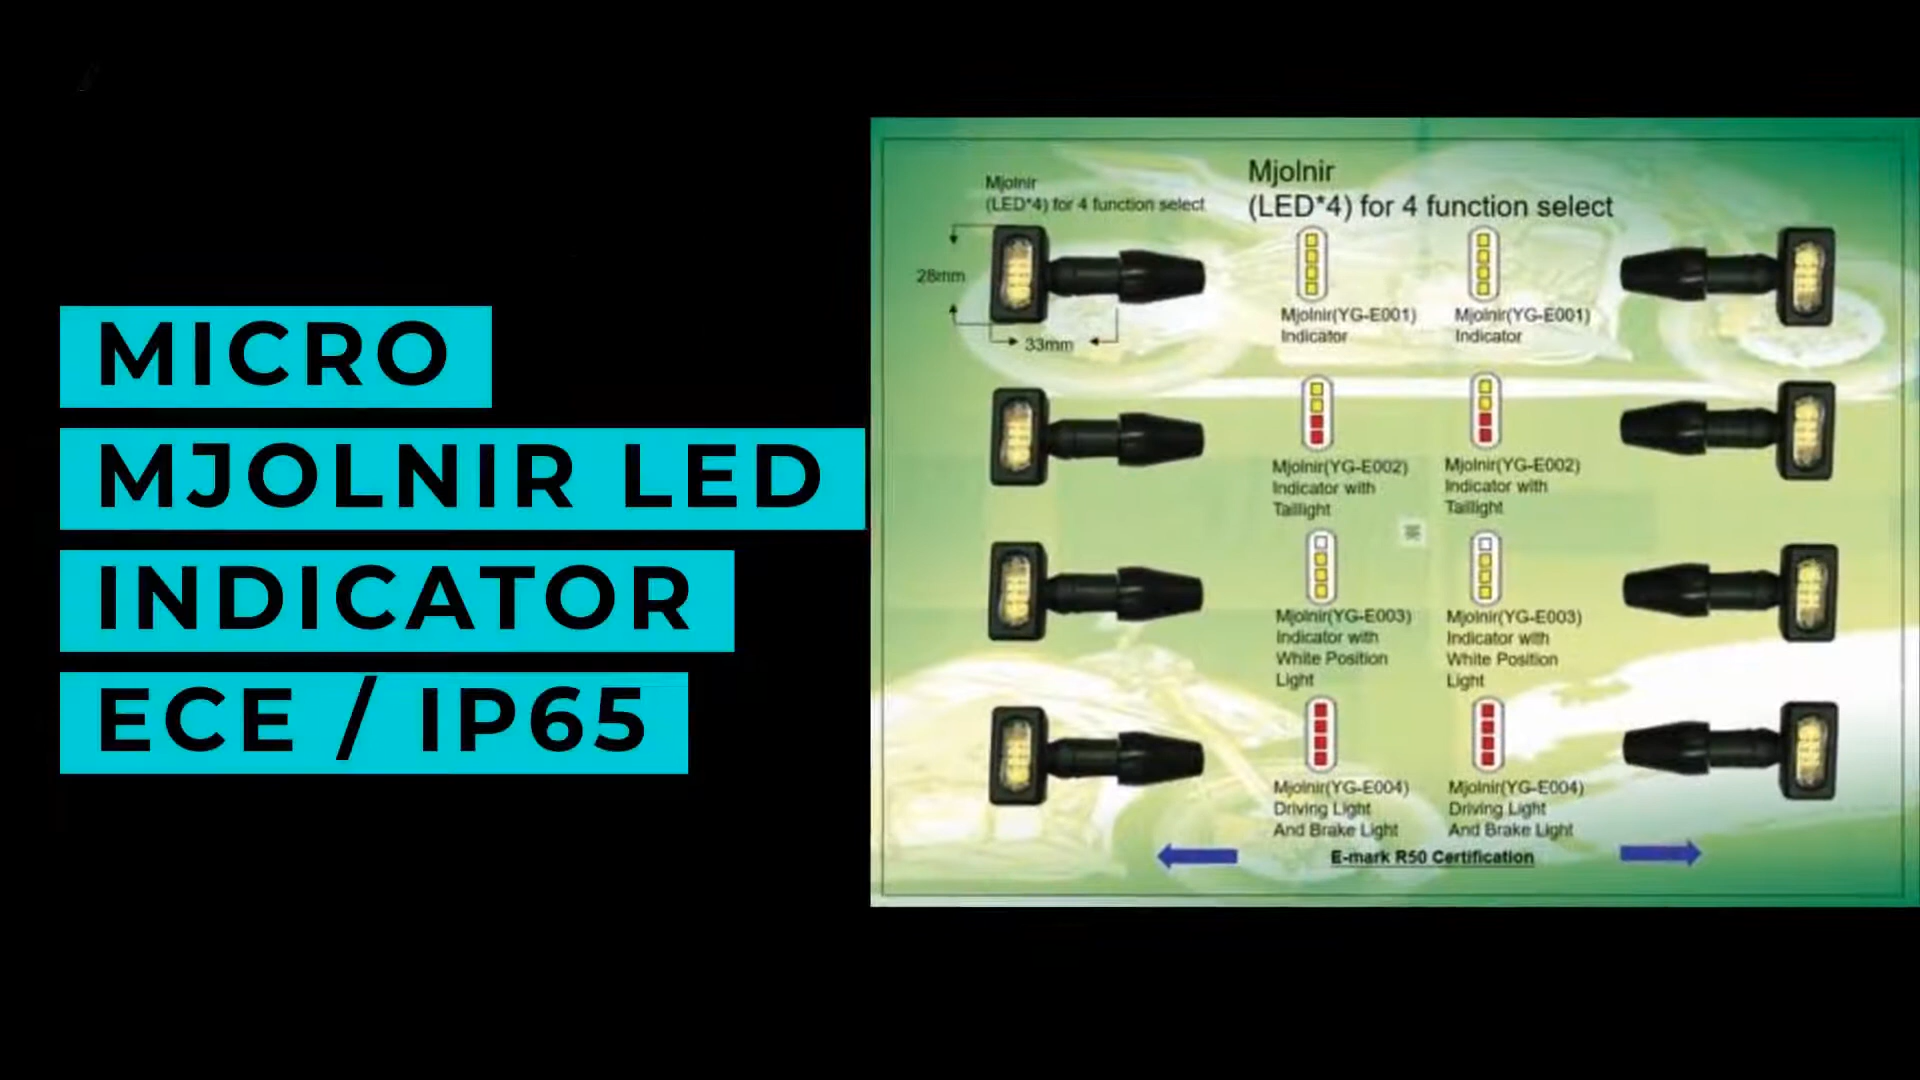 MICRO
MJOLNIR LED
INDICATOR
ECE / IP65
Mjolnir
(LED*4) for 4 function select
28mm
33mm
Mjolnir
(LED*4) for 4 function select
Mjolnir(YG-E001)
Indicator
Mjolnir(YG-E001)
Indicator
Mjolnir(YG-E002)
Indicator with
Taillight
Mjolnir(YG-E002)
Indicator with
Taillight
Mjolnir(YG-E003)
Indicator with
White Position
Light
Mjolnir(YG-E003)
Indicator with
White Position
Light
Mjolnir(YG-E004)
Driving Light
And Brake Light
Mjolnir(YG-E004)
Driving Light
And Brake Light
E-mark R50 Certification